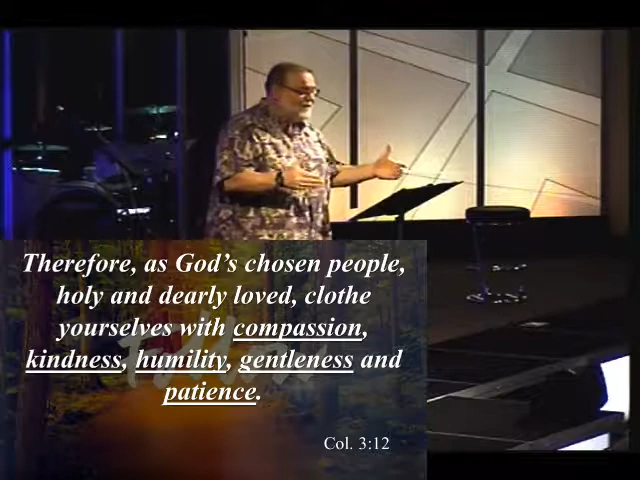 Therefore, as God's chosen people,
holy and dearly loved, clothe
yourselves with compassion,
kindness, humility, gentleness and
patience.
Col. 3:12